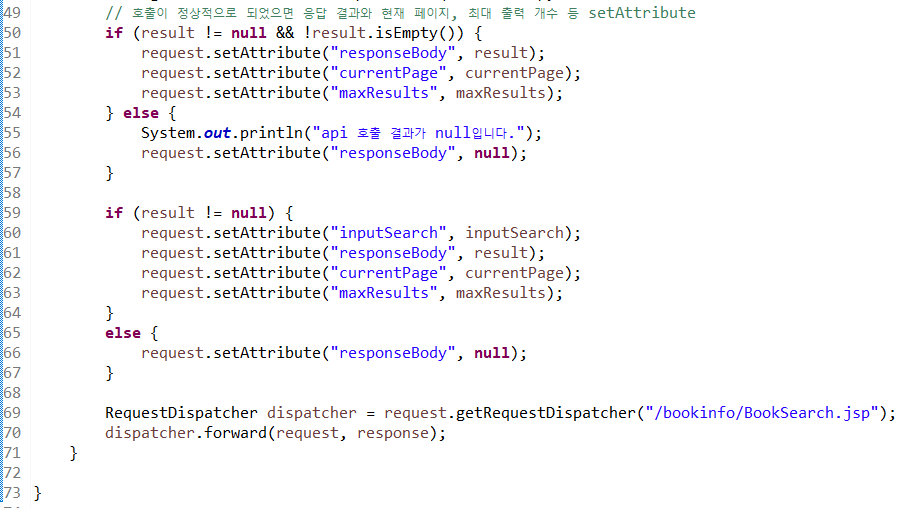 49 // 호출이 정상적으로 되었으면 응답 결과와 현재 페이지, 최대 출력 개수 등 setAttribute
50 if (result != null && !result.isEmpty()) {
51 request.setAttribute("responseBody", result);
52 request.setAttribute("currentPage", currentPage);
53 request.setAttribute("maxResults", maxResults);
54 } else {
55 System.out.println("api 호출 결과가 null입니다.");
56 request.setAttribute("responseBody", null);
57 }
58
59 if (result != null) {
60 request.setAttribute("inputSearch", inputSearch);
61 request.setAttribute("responseBody", result);
62 request.setAttribute("currentPage", currentPage);
63 request.setAttribute("maxResults", maxResults);
64 }
65 else {
66 request.setAttribute("responseBody", null);
67 }
68
69 RequestDispatcher dispatcher = request.getRequestDispatcher("/bookinfo/BookSearch.jsp");
70 dispatcher.forward(request, response);
71 }
72
73 }